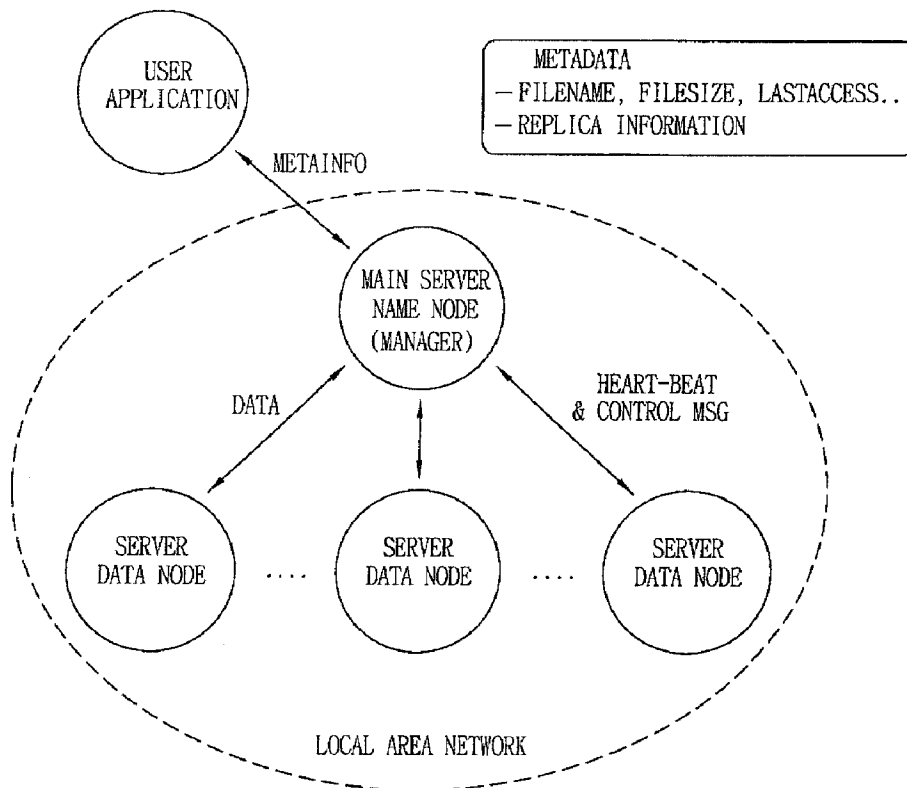 USER
APPLICATION
METADATA
– FILENAME, FILESIZE, LASTACCESS..
– REPLICA INFORMATION
METAINFO
MAIN SERVER
NAME NODE
(MANAGER)
DATA
HEART-BEAT
& CONTROL MSG
SERVER
DATA NODE
....
SERVER
DATA NODE
....
SERVER
DATA NODE
LOCAL AREA NETWORK